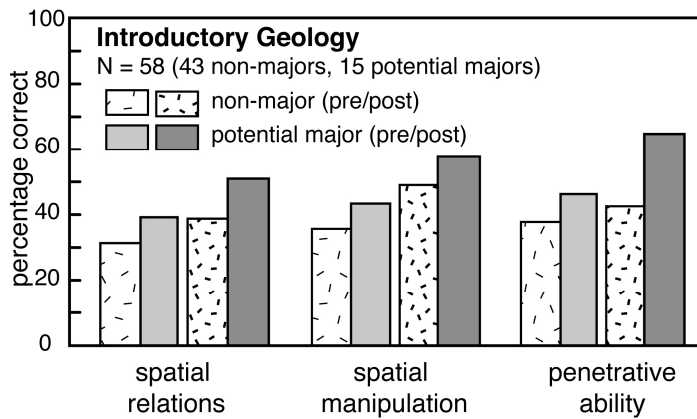 Introductory Geology
N = 58 (43 non-majors, 15 potential majors)
non-major (pre/post)
potential major (pre/post)
percentage correct
100
80
60
40
20
0
spatial
relations
spatial
manipulation
penetrative
ability